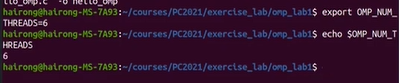 llo_omp.c -o hello_omp
hairong@hairong-MS-7A93:~/courses/PC2021/exercise_lab/omp_lab1$ export OMP_NUM_
THREADS=6
hairong@hairong-MS-7A93:~/courses/PC2021/exercise_lab/omp_lab1$ echo $OMP_NUM_T
HREADS
6
hairong@hairong-MS-7A93:~/courses/PC2021/exercise_lab/omp_lab1$